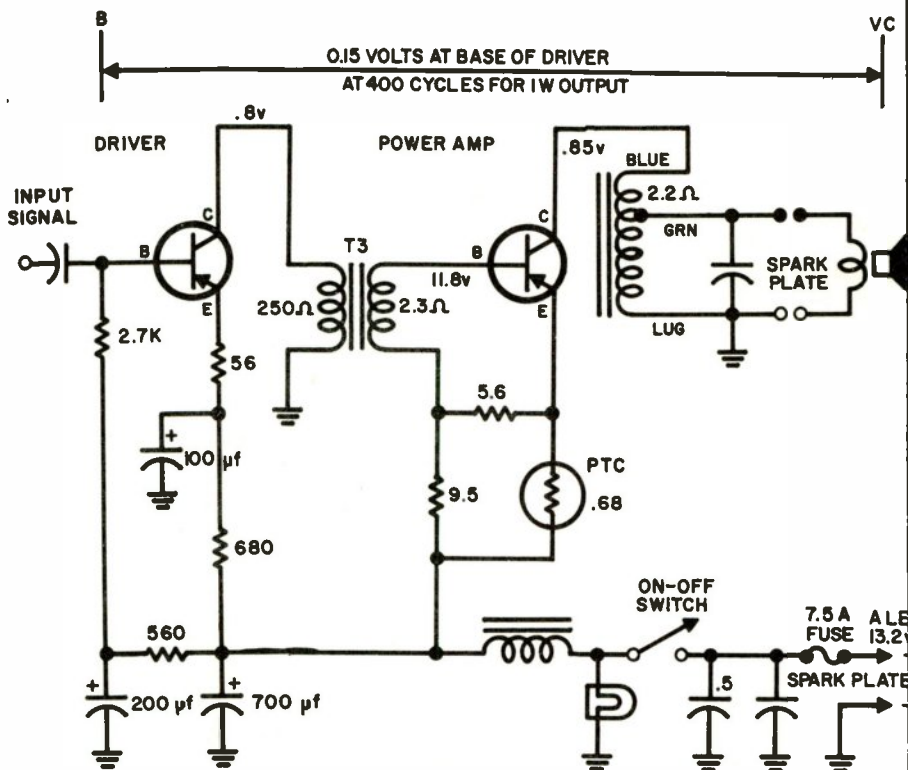 B
VC
0.15 VOLTS AT BASE OF DRIVER
AT 400 CYCLES FOR 1W OUTPUT
.8v
DRIVER
POWER AMP
.85v
BLUE
2.2Ω
INPUT
SIGNAL
C
B
E
T3
C
B
E
11.8v
GRN
SPARK
PLATE
250Ω
2.3Ω
LUG
2.7K
56
5.6
100 µf
+
9.5
PTC
.68
680
ON-OFF
SWITCH
7.5 A
FUSE
13.2
560
SPARK PLATE
+
200 µf
+
700 µf
.5